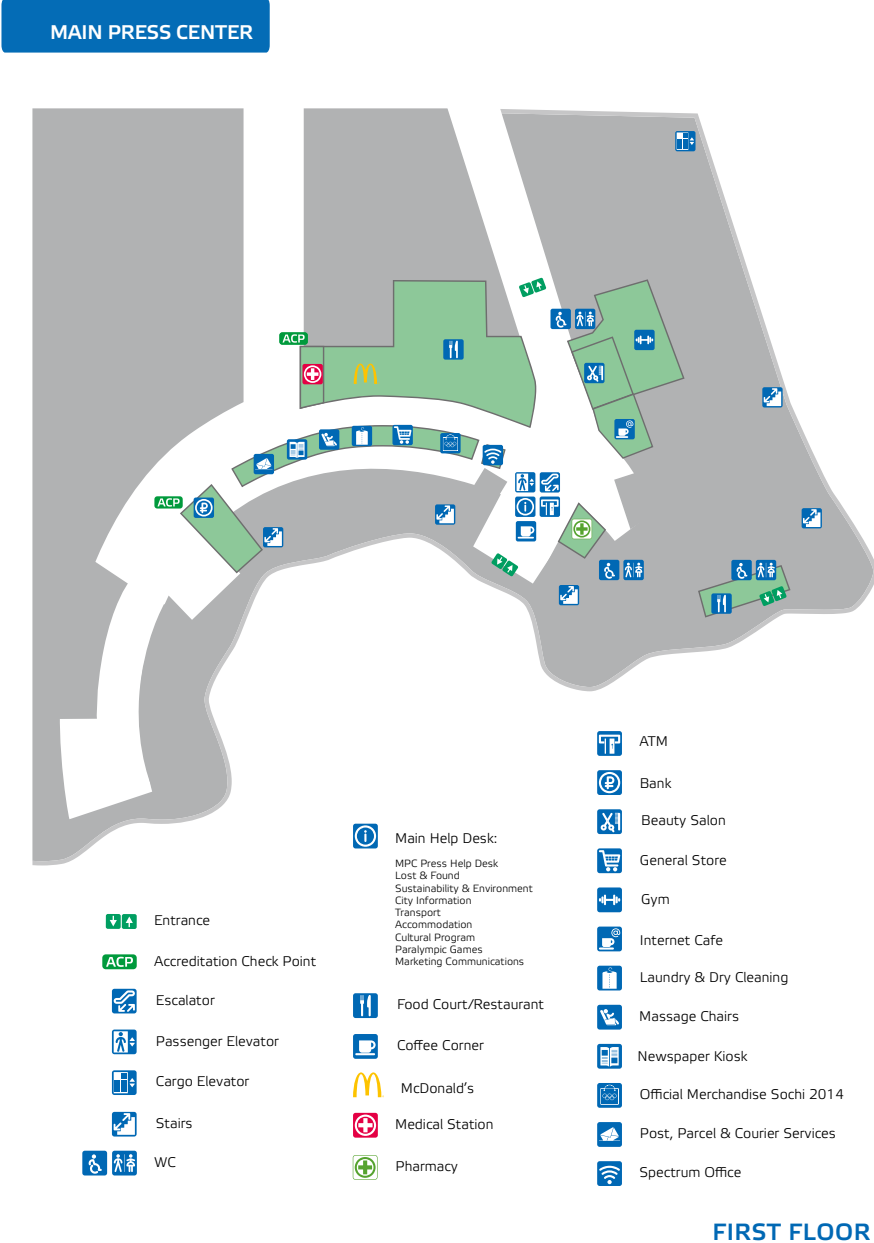 MAIN PRESS CENTER
ACP
ACP
ATM
Bank
Beauty Salon
General Store
Gym
Internet Cafe
Laundry & Dry Cleaning
Massage Chairs
Newspaper Kiosk
Official Merchandise Sochi 2014
Post, Parcel & Courier Services
Spectrum Office
Main Help Desk:
MPC Press Help Desk
Lost & Found
Sustainability & Environment
City Information
Transport
Accommodation
Cultural Program
Paralympic Games
Marketing Communications
Food Court/Restaurant
Coffee Corner
McDonald's
Medical Station
Pharmacy
Entrance
ACP Accreditation Check Point
Escalator
Passenger Elevator
Cargo Elevator
Stairs
WC
FIRST FLOOR